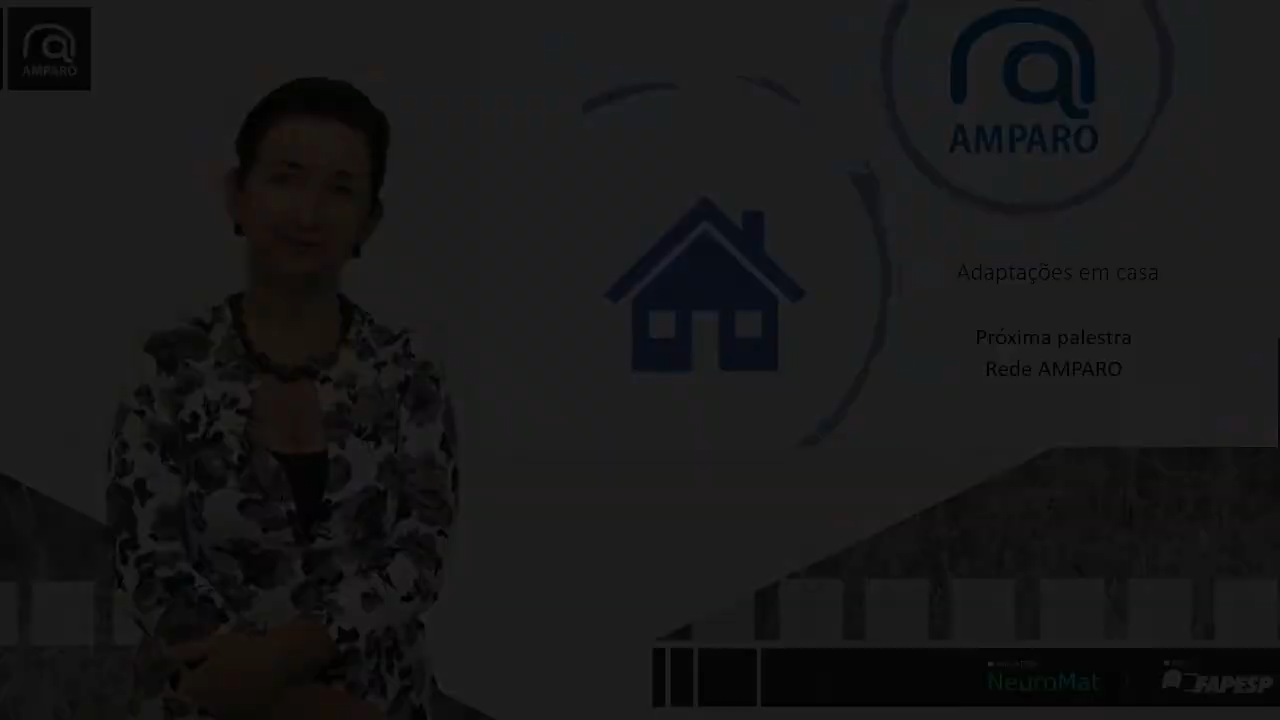 AMPARO
AMPARO
Adaptações em casa
Próxima palestra
Rede AMPARO
NeuroMat
FAPESP